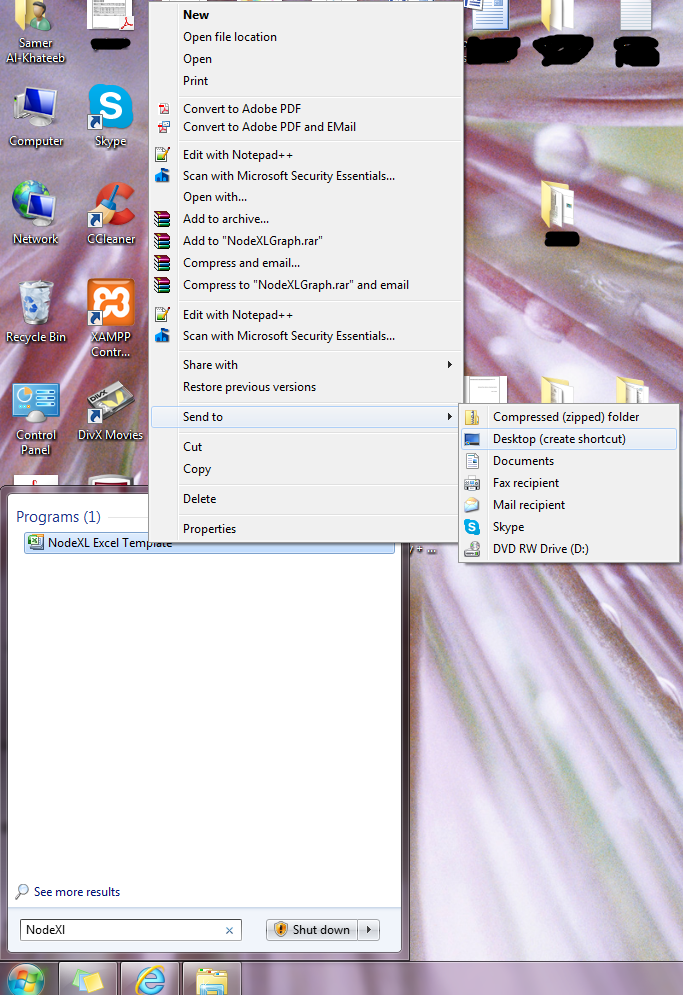 Samer
Al-Khateeb
Computer
Skype
Network
CCleaner
Recycle Bin
XAMPP
Contr...
Control
Panel
DivX Movies
New
Open file location
Open
Print
Convert to Adobe PDF
Convert to Adobe PDF and EMail
Edit with Notepad++
Scan with Microsoft Security Essentials...
Open with...
Add to archive...
Add to "NodeXLGraph.rar"
Compress and email...
Compress to "NodeXLGraph.rar" and email
Edit with Notepad++
Scan with Microsoft Security Essentials...
Share with
Restore previous versions
Send to
Cut
Copy
Delete
Properties
Compressed (zipped) folder
Desktop (create shortcut)
Documents
Fax recipient
Mail recipient
Skype
DVD RW Drive (D:)
Programs (1)
NodeXL Excel Template
See more results
NodeXl
Shut down